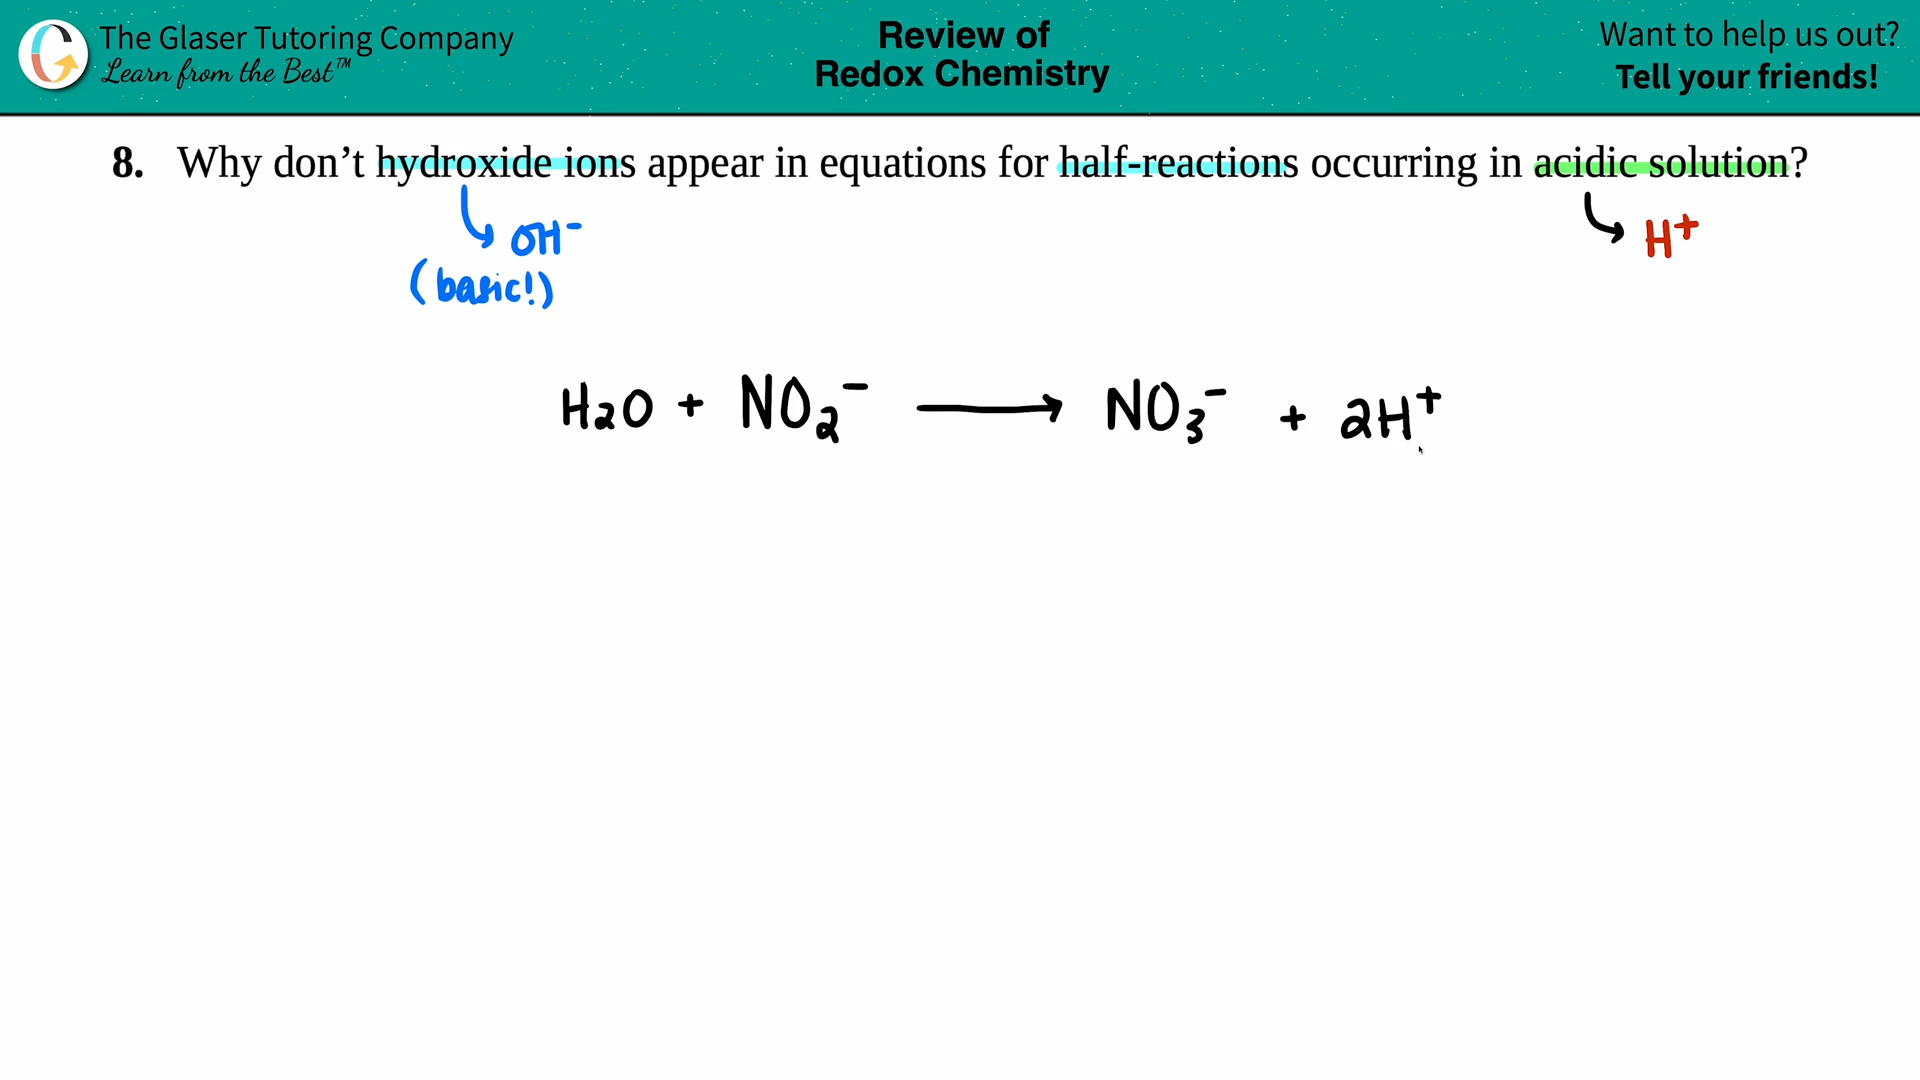 The Glaser Tutoring Company
Learn from the Best™
Review of
Redox Chemistry
Want to help us out?
Tell your friends!
8. Why don’t hydroxide ions appear in equations for half-reactions occurring in acidic solution?
OH⁻
(basic!)
H⁺
H₂O + NO₂⁻ → NO₃⁻ + 2H⁺